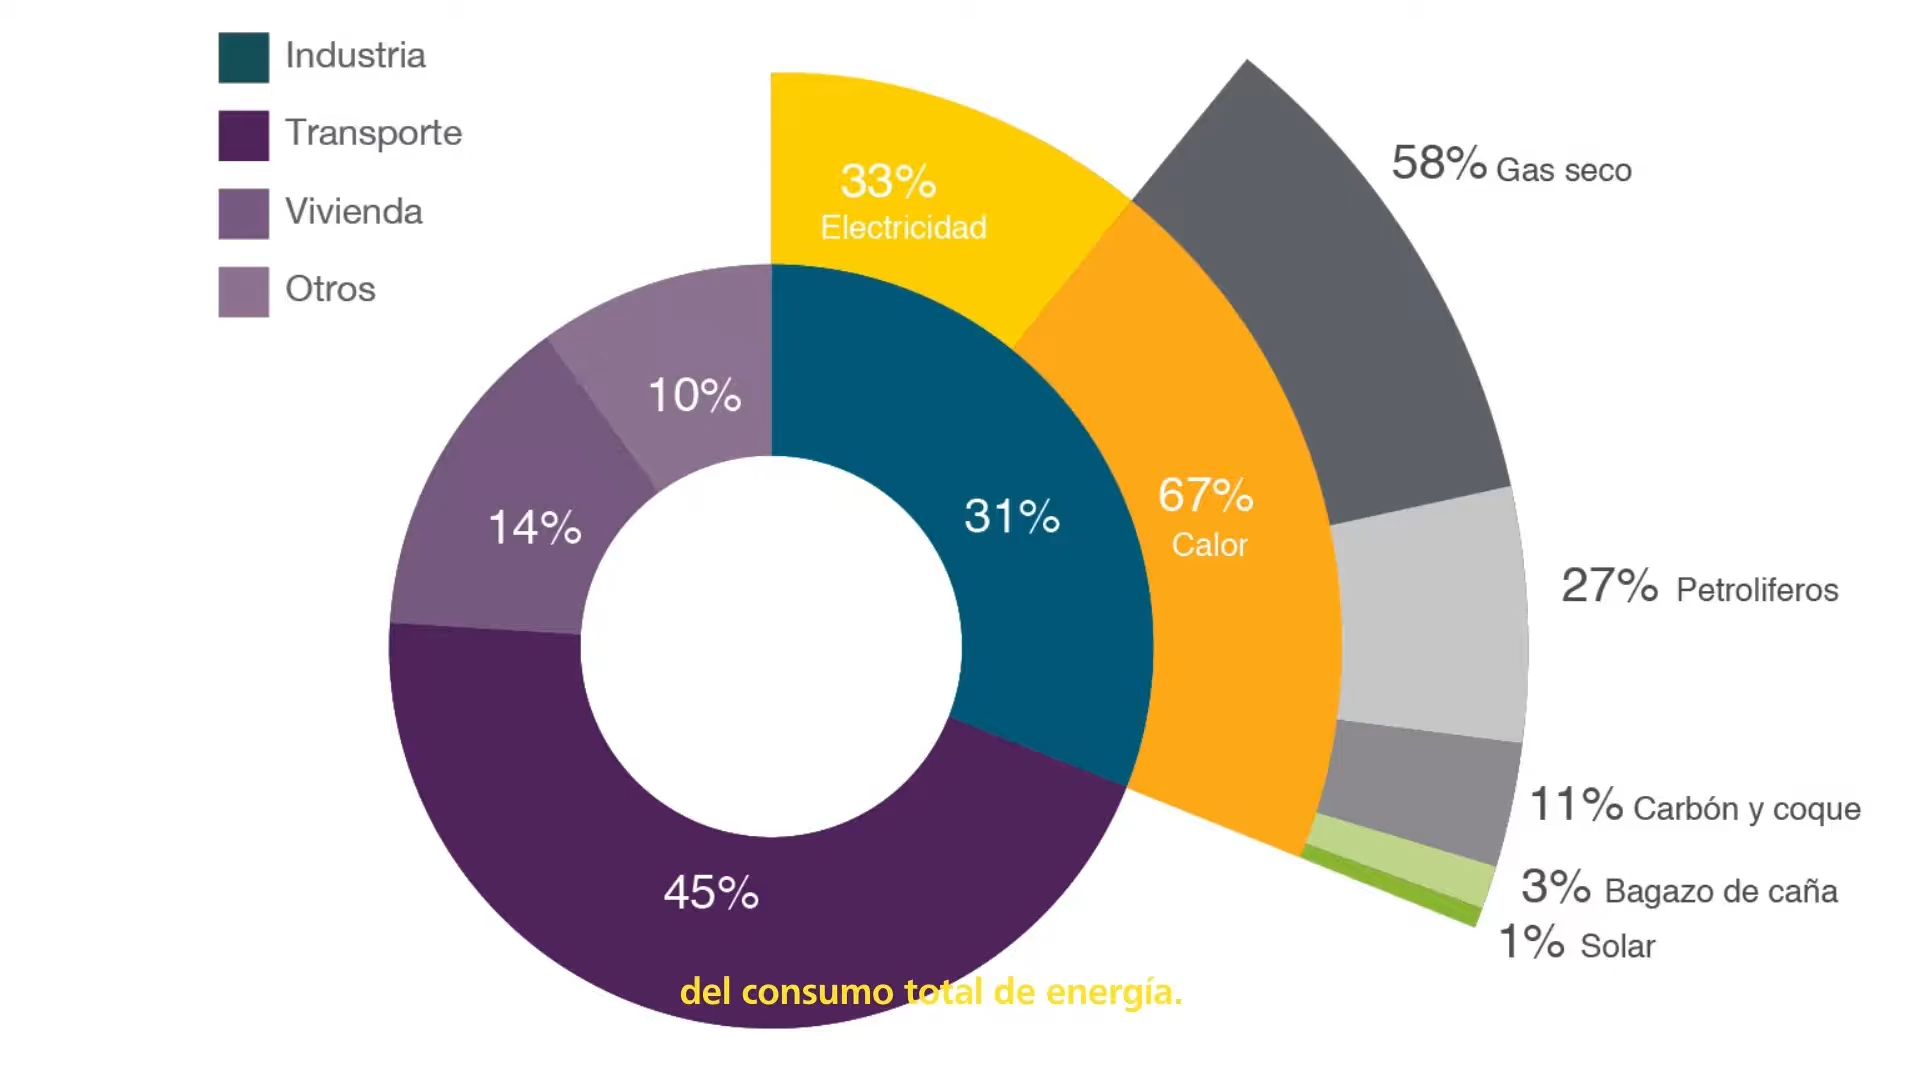 Industria
Transporte
Vivienda
Otros
33%
Electricidad
58% Gas seco
10%
14%
31%
67%
Calor
27% Petroliferos
11% Carbón y coque
3% Bagazo de caña
1% Solar
45%
del consumo total de energía.